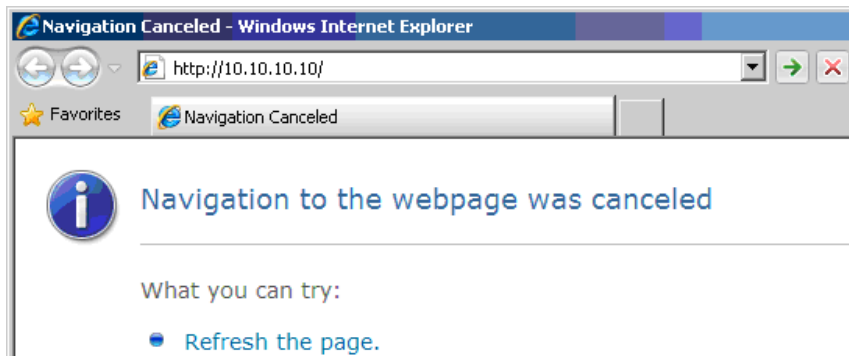 Navigation Canceled - Windows Internet Explorer
http://10.10.10.10/
Favorites Navigation Canceled
Navigation to the webpage was canceled
What you can try:
Refresh the page.